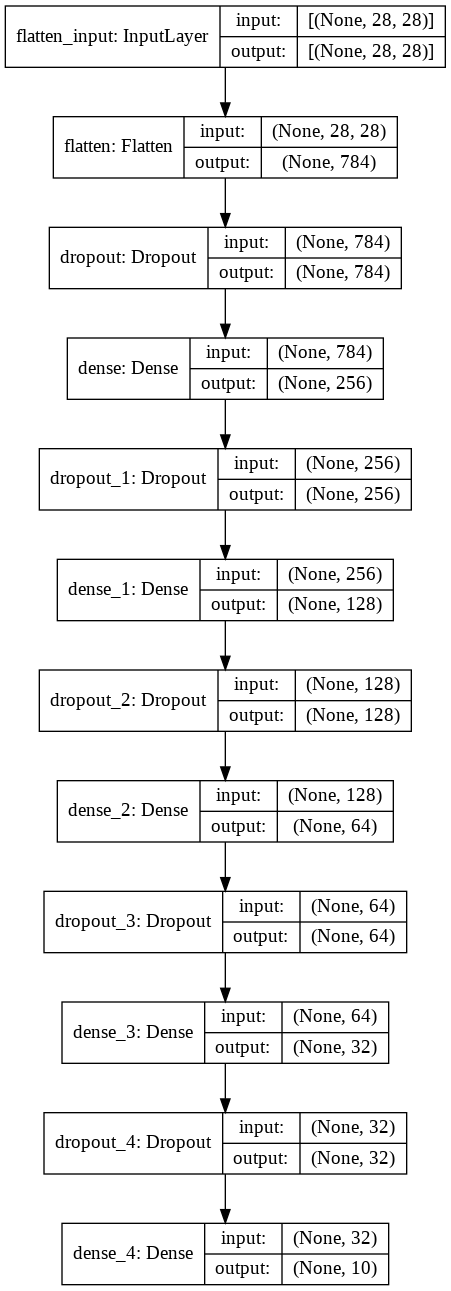 flatten_input: InputLayer
input: [(None, 28, 28)]
output: [(None, 28, 28)]
flatten: Flatten
input: (None, 28, 28)
output: (None, 784)
dropout: Dropout
input: (None, 784)
output: (None, 784)
dense: Dense
input: (None, 784)
output: (None, 256)
dropout_1: Dropout
input: (None, 256)
output: (None, 256)
dense_1: Dense
input: (None, 256)
output: (None, 128)
dropout_2: Dropout
input: (None, 128)
output: (None, 128)
dense_2: Dense
input: (None, 128)
output: (None, 64)
dropout_3: Dropout
input: (None, 64)
output: (None, 64)
dense_3: Dense
input: (None, 64)
output: (None, 32)
dropout_4: Dropout
input: (None, 32)
output: (None, 32)
dense_4: Dense
input: (None, 32)
output: (None, 10)